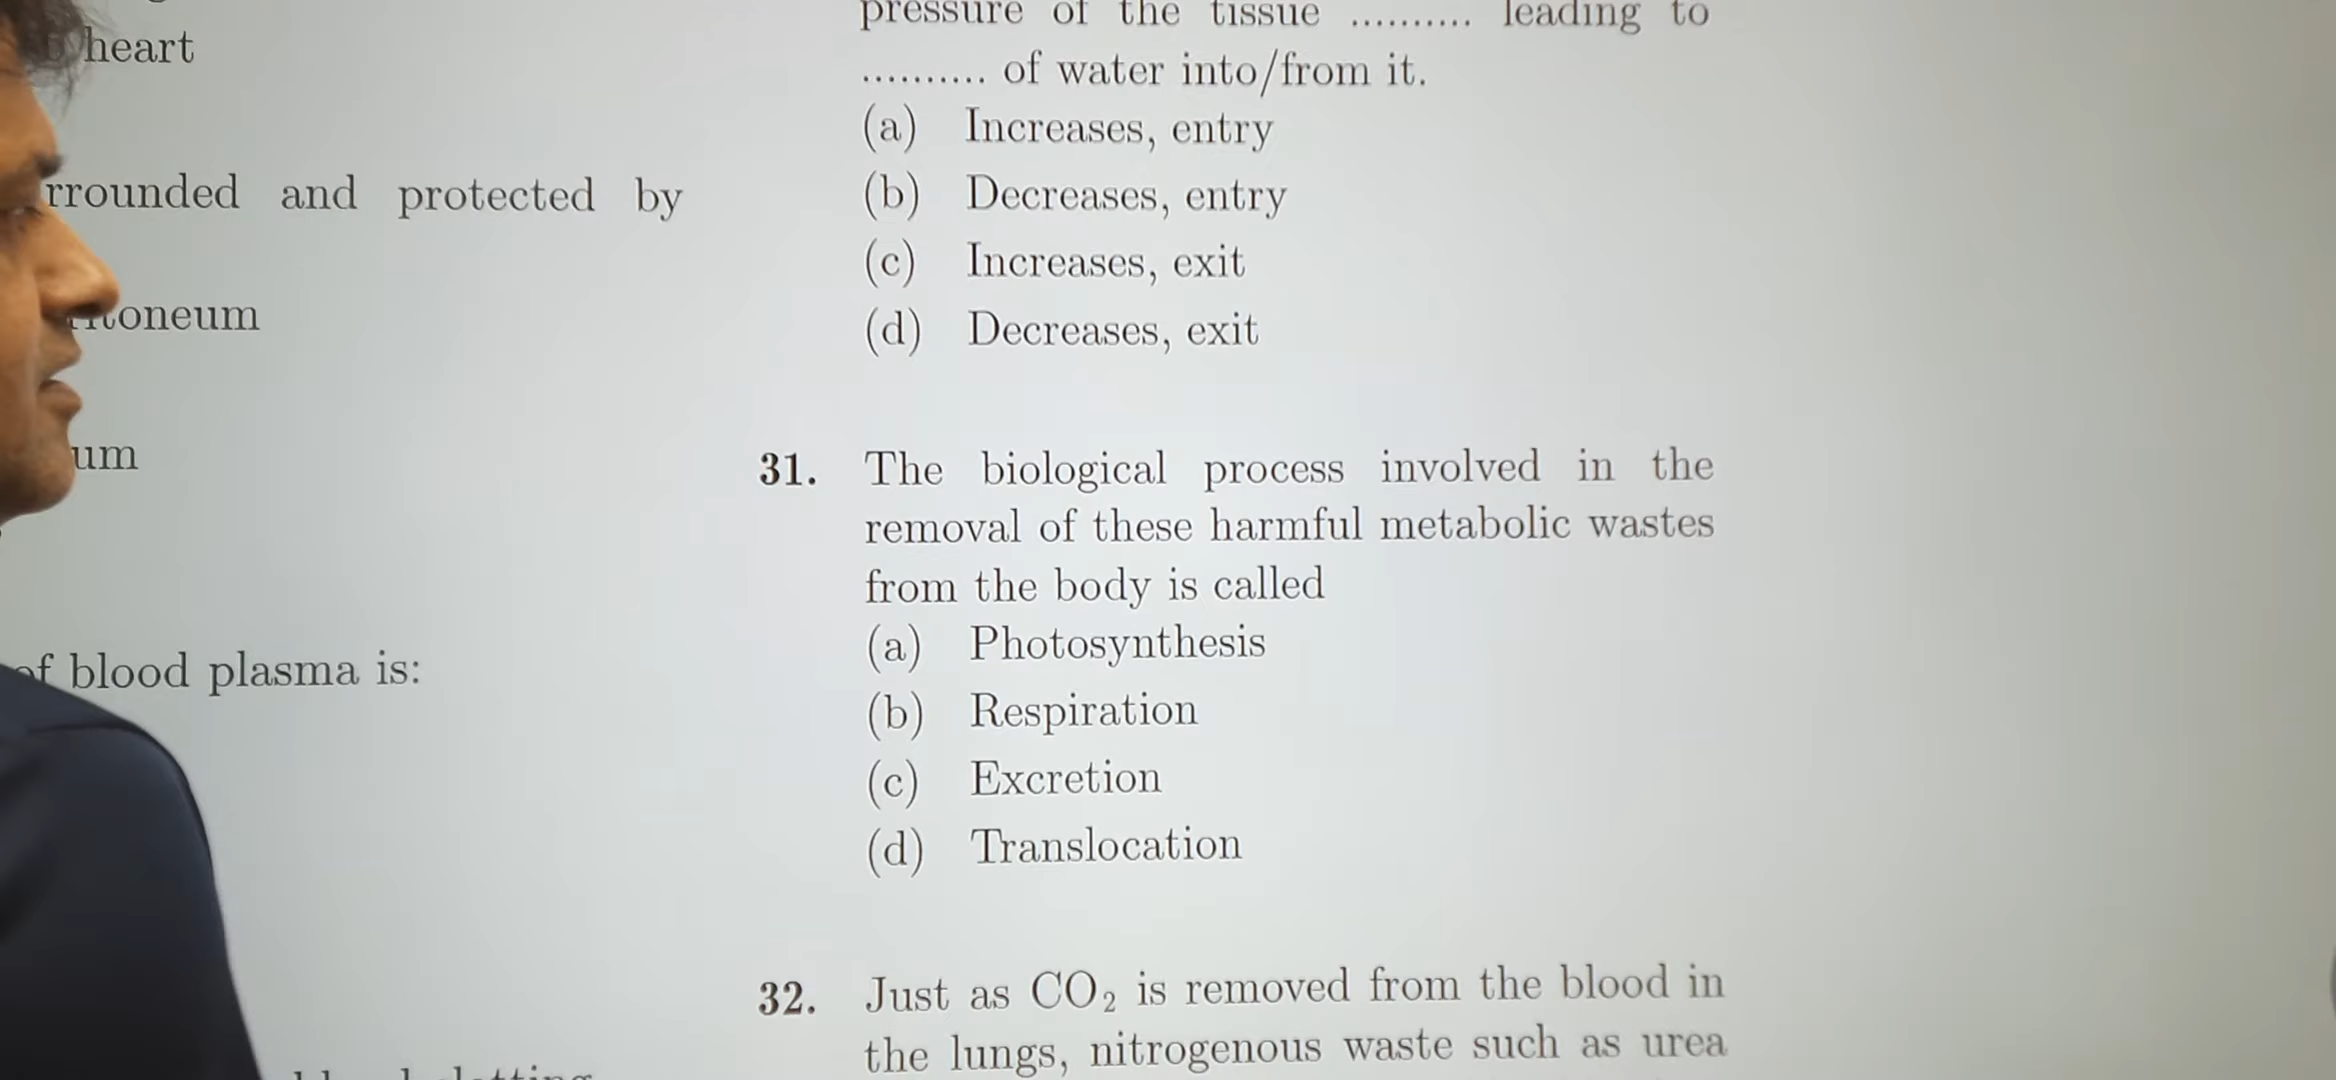 heart
rrounded and protected by
toneum
um
of blood plasma is:
pressure of the tissue .......... leading to
.......... of water into/from it.
(a) Increases, entry
(b) Decreases, entry
(c) Increases, exit
(d) Decreases, exit
31. The biological process involved in the
removal of these harmful metabolic wastes
from the body is called
(a) Photosynthesis
(b) Respiration
(c) Excretion
(d) Translocation
32. Just as CO₂ is removed from the blood in
the lungs, nitrogenous waste such as urea